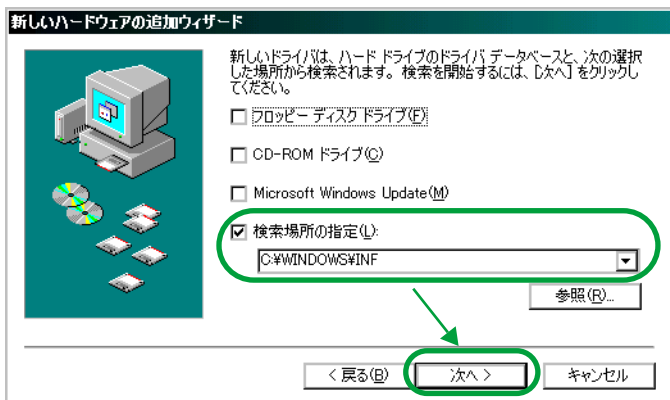 新しいハードウェアの追加ウィザード
新しいドライバは、ハード ドライブのドライバ データベースと、次の選択
した場所から検索されます。検索を開始するには、[次へ] をクリックし
てください。
フロッピー ディスク ドライブ(F)
CD-ROM ドライブ(C)
Microsoft Windows Update(M)
検索場所の指定(L):
C:¥WINDOWS¥INF
参照(R)...
< 戻る(B)
次へ >
キャンセル